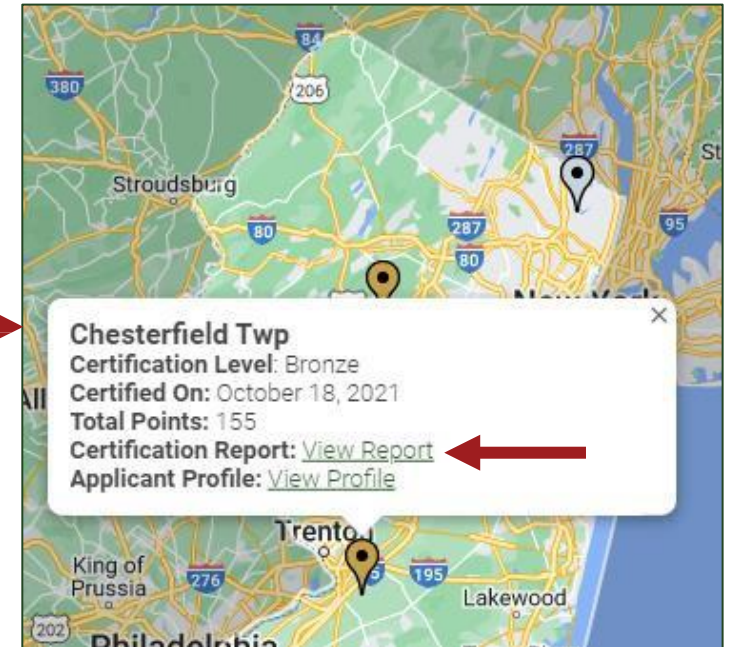 84
380
206
287
St
Stroudsburg
95
80
287
80
New York
Chesterfield Twp
Certification Level: Bronze
Certified On: October 18, 2021
Total Points: 155
Certification Report: View Report
Applicant Profile: View Profile
All
Trenton
King of
Prussia
276
195
Lakewood
202
Philadelphia